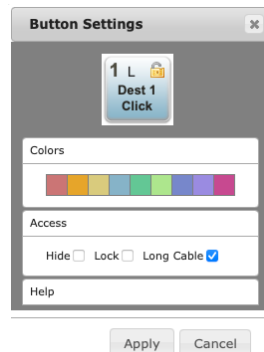 Button Settings
1 L
Dest 1
Click
Colors
Access
Hide Lock Long Cable
Help
Apply Cancel